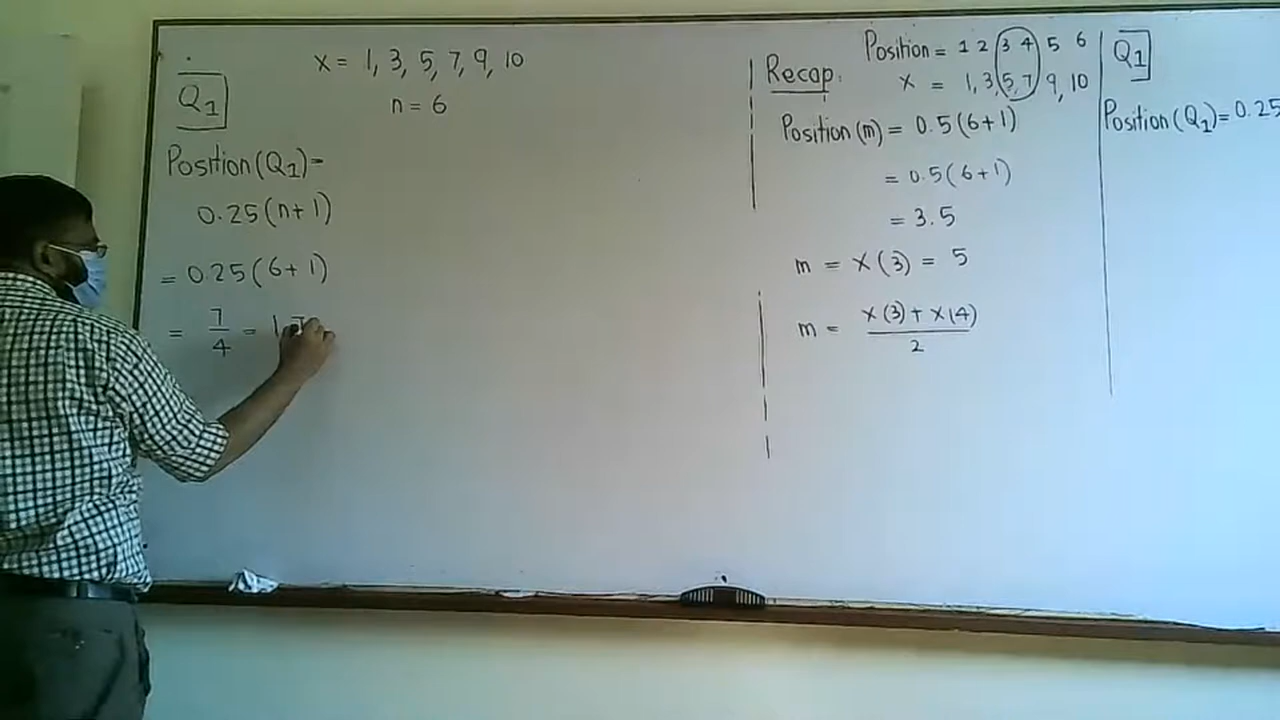 x = 1, 3, 5, 7, 9, 10
n = 6
Q1
Position(Q1)=
0.25(n+1)
= 0.25(6+1)
= 7/4 = 1.7
Recap:
Position = 1 2 3 4 5 6
x = 1, 3, 5, 7, 9, 10
Position(m) = 0.5(6+1)
= 0.5(6+1)
= 3.5
m = x(3) = 5
m = x(3) + x(4) / 2
Q1
Position(Q1)= 0.25